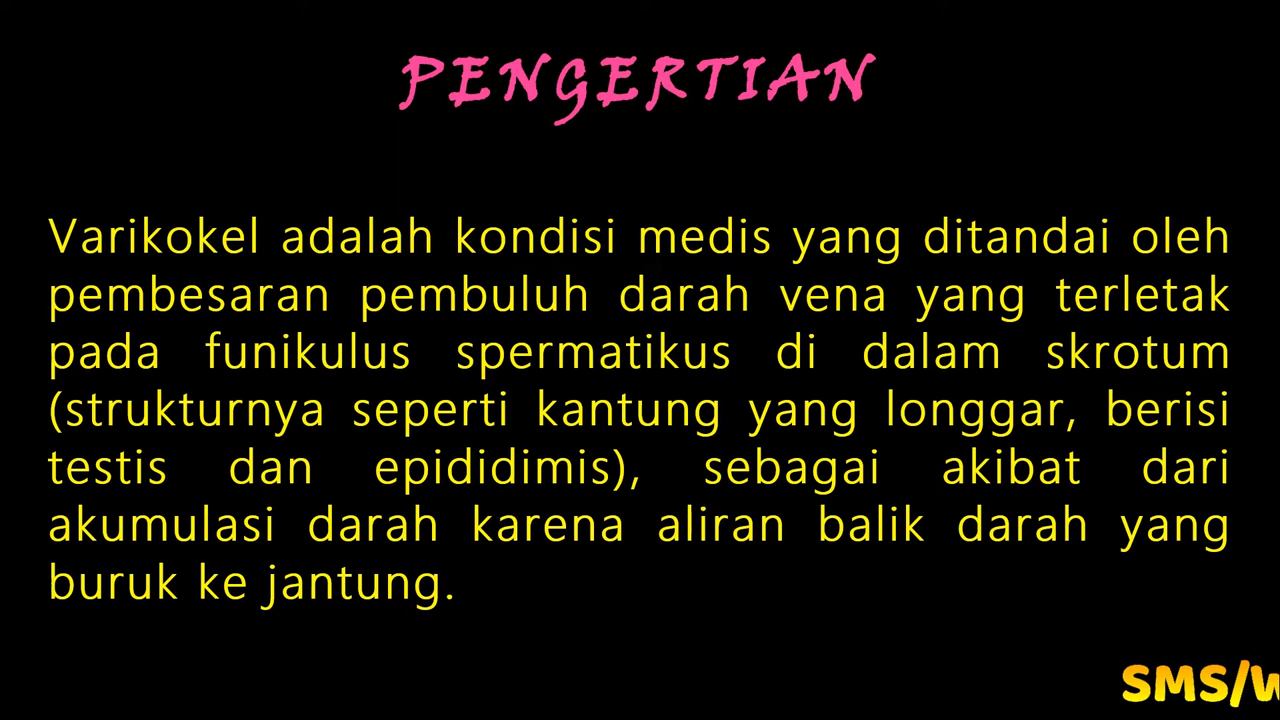 PENGERTIAN
Varikokel adalah kondisi medis yang ditandai oleh
pembesaran pembuluh darah vena yang terletak
pada funikulus spermatikus di dalam skrotum
(strukturnya seperti kantung yang longgar, berisi
testis dan epididimis), sebagai akibat dari
akumulasi darah karena aliran balik darah yang
buruk ke jantung.
SMS/